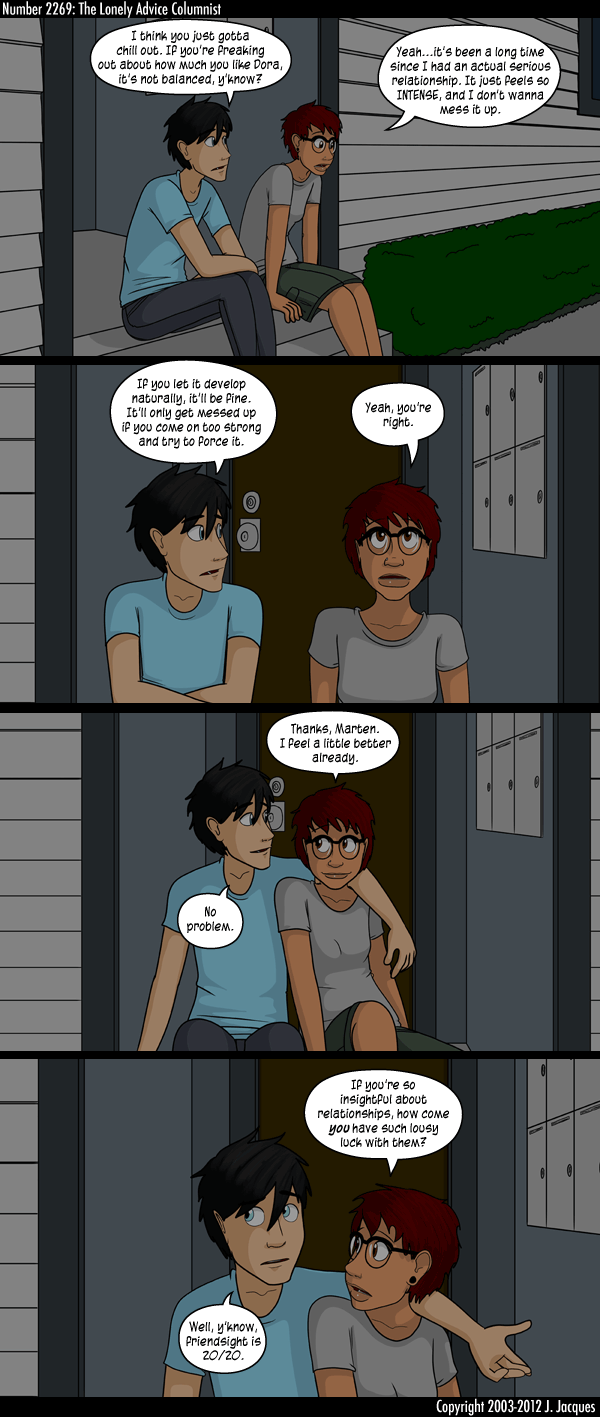 Number 2269: The Lonely Advice Columnist
I think you just gotta
chill out. If you're freaking
out about how much you like Dora,
it's not balanced, y'know?
Yeah...it's been a long time
since I had an actual serious
relationship. It just feels so
INTENSE, and I don't wanna
mess it up.
If you let it develop
naturally, it'll be fine.
It'll only get messed up
if you come on too strong
and try to force it.
Yeah, you're
right.
Thanks, Marten.
I feel a little better
already.
No
problem.
If you're so
insightful about
relationships, how come
you have such lousy
luck with them?
Well, y'know,
friendsight is
20/20.
Copyright 2003-2012 J. Jacques